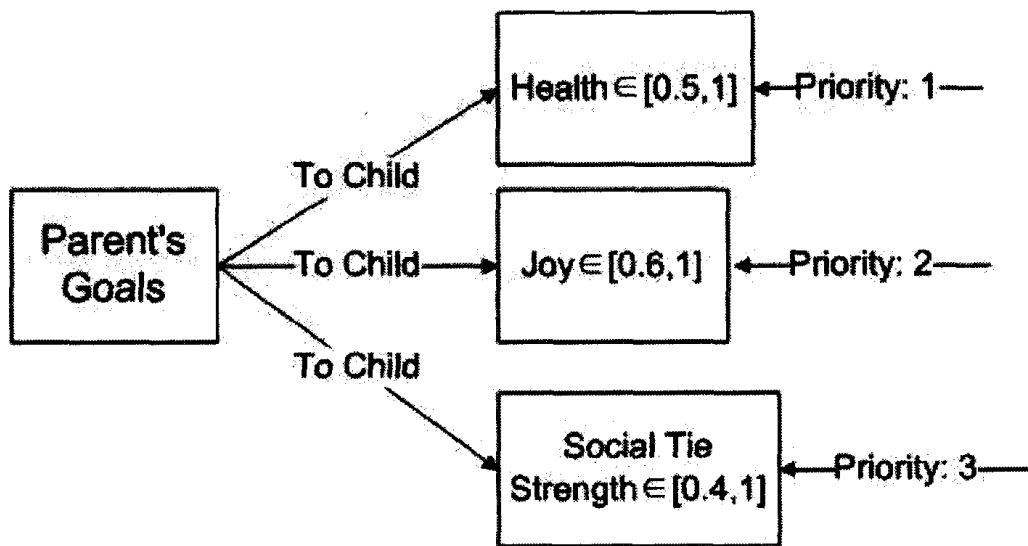 Health∈[0.5,1]
Priority: 1
To Child
Parent's
Goals
To Child
Joy∈[0.6,1]
Priority: 2
To Child
Social Tie
Strength∈[0.4,1]
Priority: 3